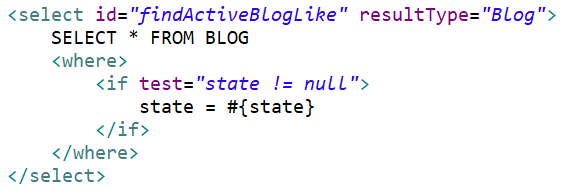 <select id="findActiveBlogLike" resultType="Blog">
    SELECT * FROM BLOG
    <where>
        <if test="state != null">
            state = #{state}
        </if>
    </where>
</select>